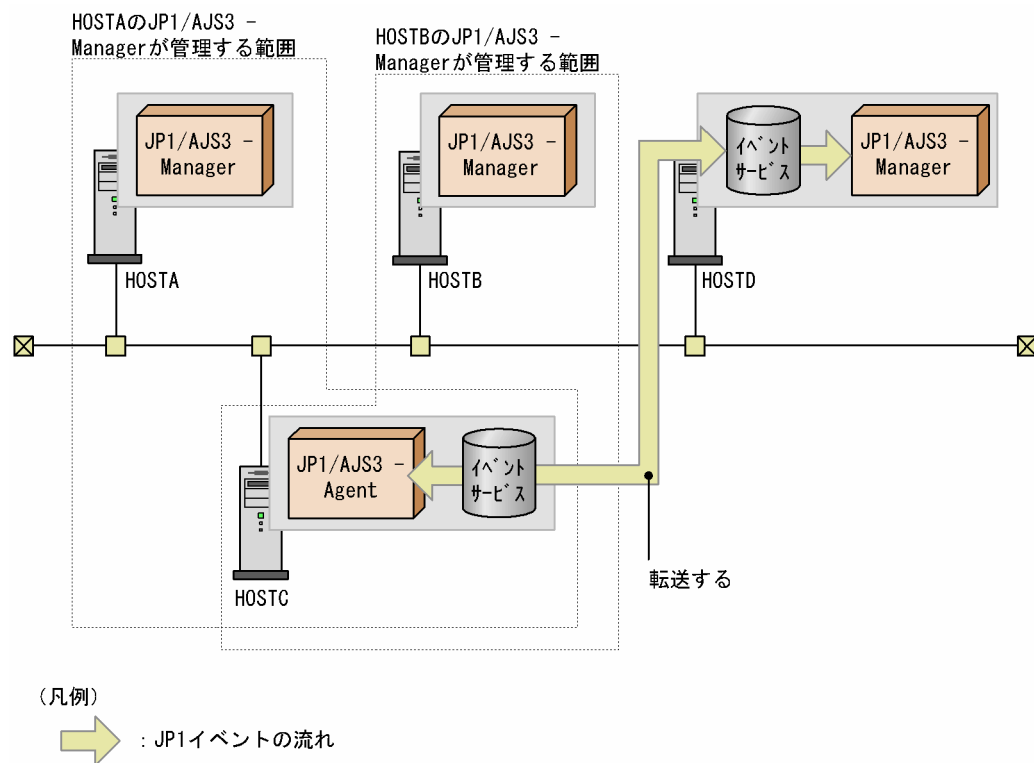 HOSTAのJP1/AJS3 -
Managerが管理する範囲
HOSTBのJP1/AJS3 -
Managerが管理する範囲
JP1/AJS3 -
Manager
JP1/AJS3 -
Manager
イベント
サービス
JP1/AJS3 -
Manager
HOSTA
HOSTB
HOSTD
JP1/AJS3 -
Agent
イベント
サービス
HOSTC
転送する
(凡例)
:JP1イベントの流れ